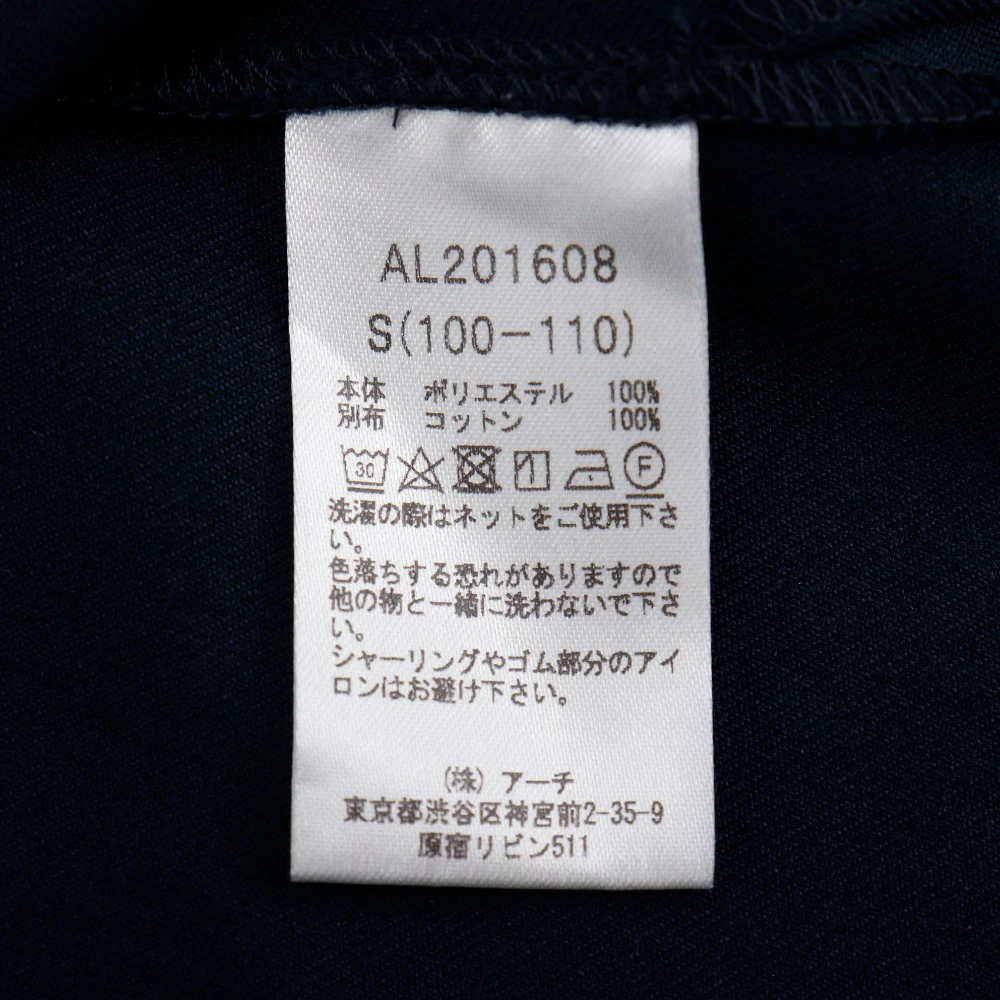 AL201608
S(100-110)
本体 ポリエステル 100%
別布 コットン 100%
30 F
洗濯の際はネットをご使用下さ
い。
色落ちする恐れがありますので
他の物と一緒に洗わないで下さ
い。
シャーリングやゴム部分のアイ
ロンはお避け下さい。
(株) アーチ
東京都渋谷区神宮前2-35-9
原宿リビン511